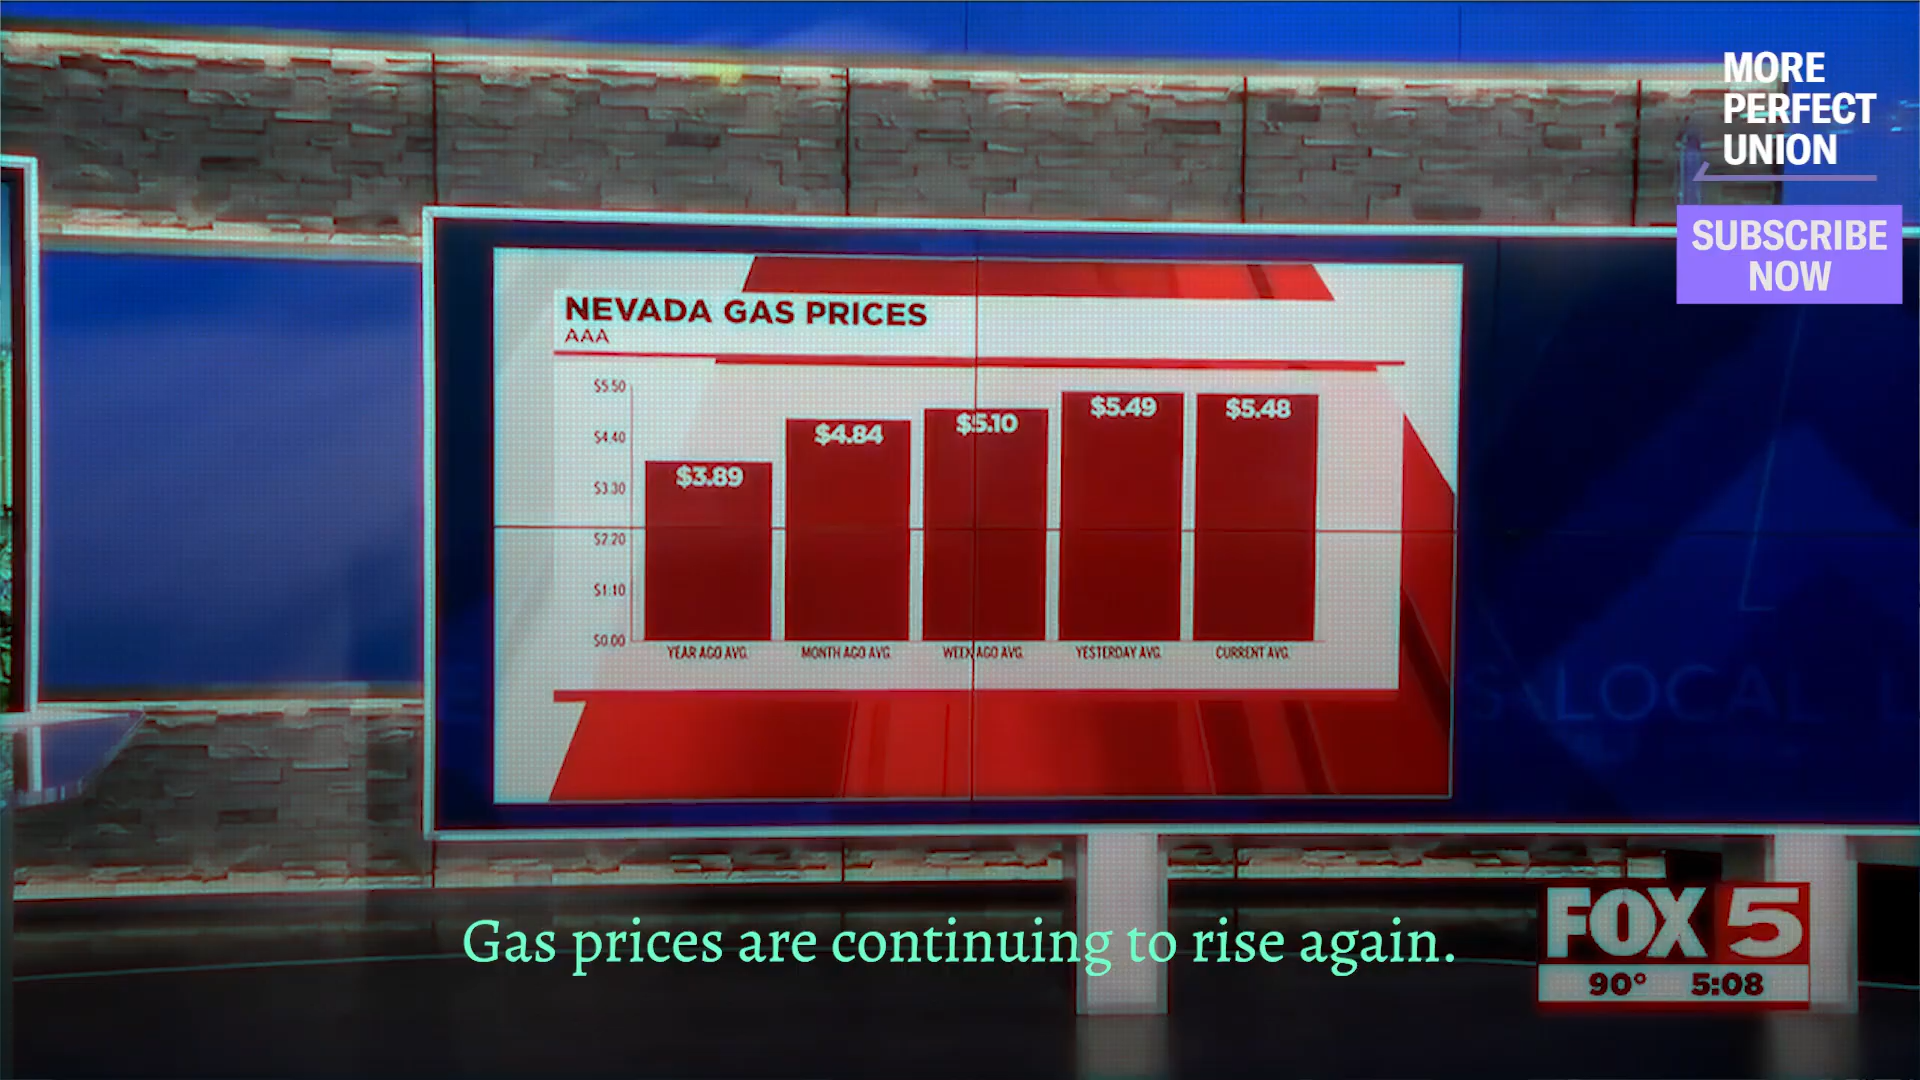 MORE
PERFECT
UNION
SUBSCRIBE
NOW
NEVADA GAS PRICES
AAA
$5.50
$4.40
$3.30
$2.20
$1.10
$0.00
$3.89
$4.84
$5.10
$5.49
$5.48
YEAR AGO AVG.
MONTH AGO AVG.
WEEK AGO AVG.
YESTERDAY AVG.
CURRENT AVG.
LOCAL
Gas prices are continuing to rise again.
FOX 5
90° 5:08